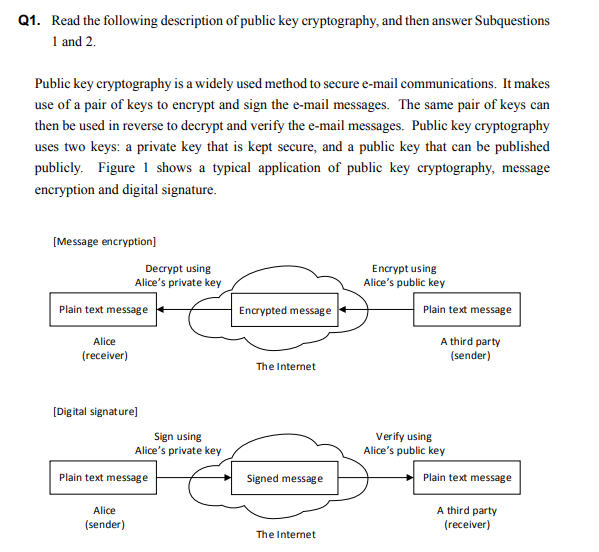 Q1. Read the following description of public key cryptography, and then answer Subquestions
1 and 2.
Public key cryptography is a widely used method to secure e-mail communications. It makes
use of a pair of keys to encrypt and sign the e-mail messages. The same pair of keys can
then be used in reverse to decrypt and verify the e-mail messages. Public key cryptography
uses two keys: a private key that is kept secure, and a public key that can be published
publicly. Figure 1 shows a typical application of public key cryptography, message
encryption and digital signature.
[Message encryption]
Decrypt using
Alice's private key
Encrypt using
Alice's public key
Plain text message
Encrypted message
Plain text message
Alice
(receiver)
The Internet
A third party
(sender)
[Digital signature]
Sign using
Alice's private key
Verify using
Alice's public key
Plain text message
Signed message
Plain text message
Alice
(sender)
The Internet
A third party
(receiver)